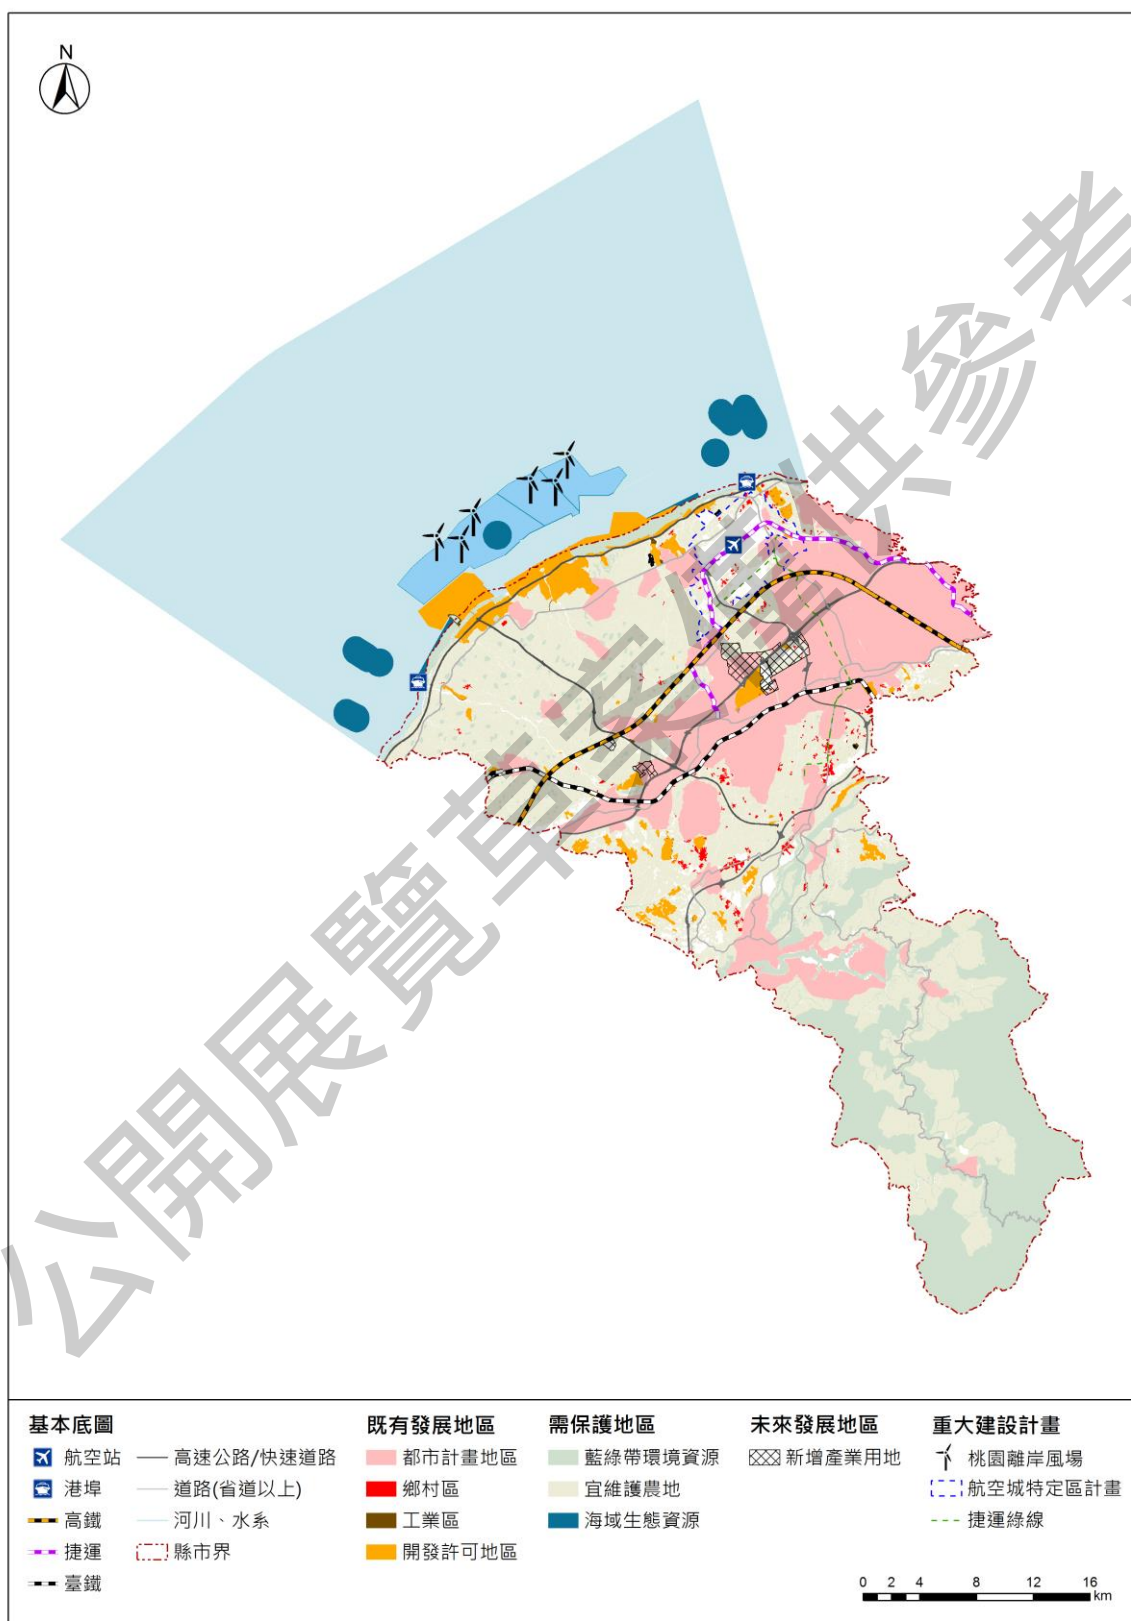 N
公開展覽草案僅供參考
基本底圖
航空站
港埠
高鐵
捷運
臺鐵
高速公路/快速道路
道路(省道以上)
河川、水系
縣市界
既有發展地區
都市計畫地區
鄉村區
工業區
開發許可地區
需保護地區
藍綠帶環境資源
宜維護農地
海域生態資源
未來發展地區
新增產業用地
重大建設計畫
桃園離岸風場
航空城特定區計畫
捷運綠線
0 2 4 8 12 16
km